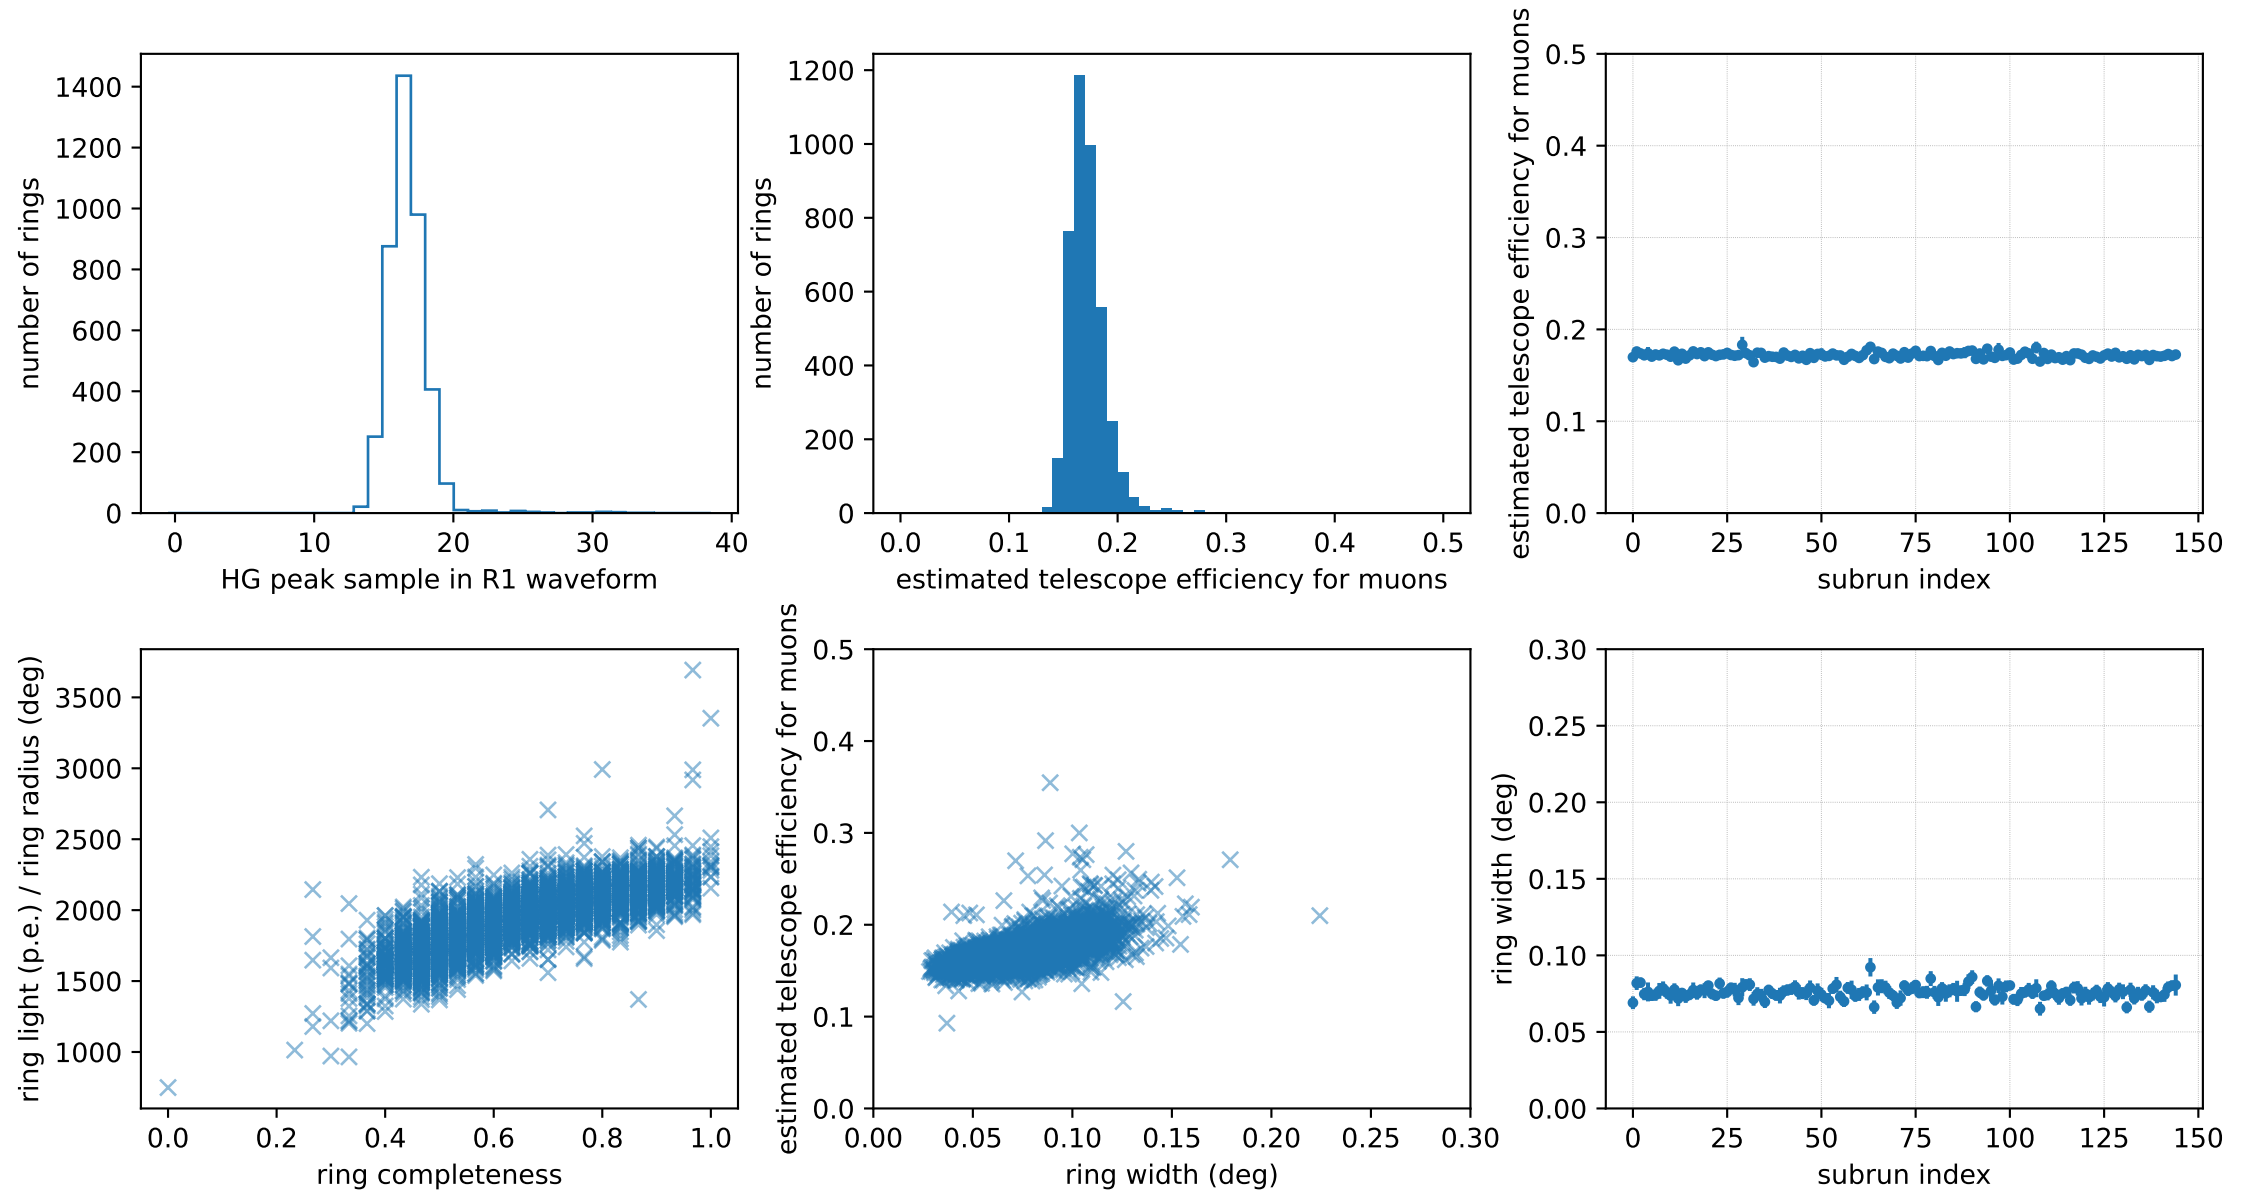 number of rings
1400
1200
1000
800
600
400
200
0
0 10 20 30 40
HG peak sample in R1 waveform
number of rings
1200
1000
800
600
400
200
0
0.0 0.1 0.2 0.3 0.4 0.5
estimated telescope efficiency for muons
estimated telescope efficiency for muons
0.5
0.4
0.3
0.2
0.1
0.0
0 25 50 75 100 125 150
subrun index
ring light (p.e.) / ring radius (deg)
3500
3000
2500
2000
1500
1000
0.0 0.2 0.4 0.6 0.8 1.0
ring completeness
estimated telescope efficiency for muons
0.5
0.4
0.3
0.2
0.1
0.0
0.00 0.05 0.10 0.15 0.20 0.25 0.30
ring width (deg)
ring width (deg)
0.30
0.25
0.20
0.15
0.10
0.05
0.00
0 25 50 75 100 125 150
subrun index